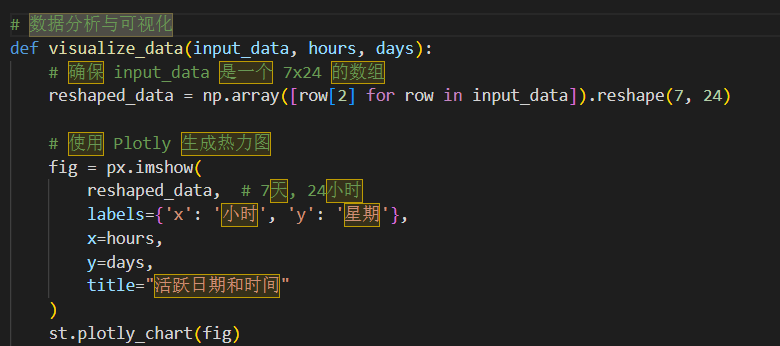 # 数据分析与可视化
def visualize_data(input_data, hours, days):
    # 确保 input_data 是一个 7x24 的数组
    reshaped_data = np.array([row[2] for row in input_data]).reshape(7, 24)
    # 使用 Plotly 生成热力图
    fig = px.imshow(
        reshaped_data,  # 7天, 24小时
        labels={'x': '小时', 'y': '星期'},
        x=hours,
        y=days,
        title="活跃日期和时间"
    )
    st.plotly_chart(fig)